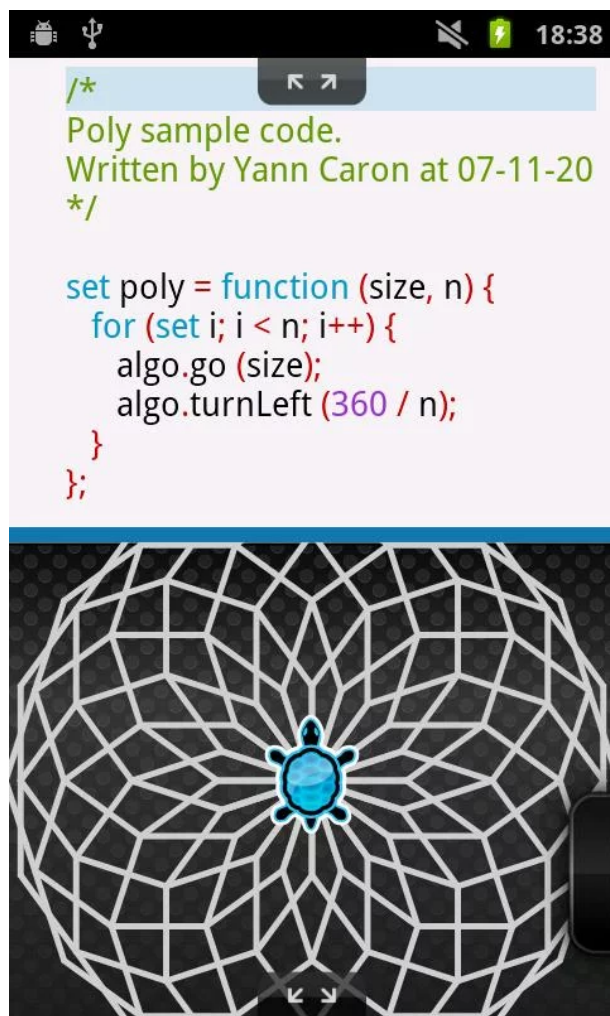 18:38
/*
Poly sample code.
Written by Yann Caron at 07-11-20
*/
set poly = function (size, n) {
for (set i; i < n; i++) {
algo.go (size);
algo.turnLeft (360 / n);
}
};